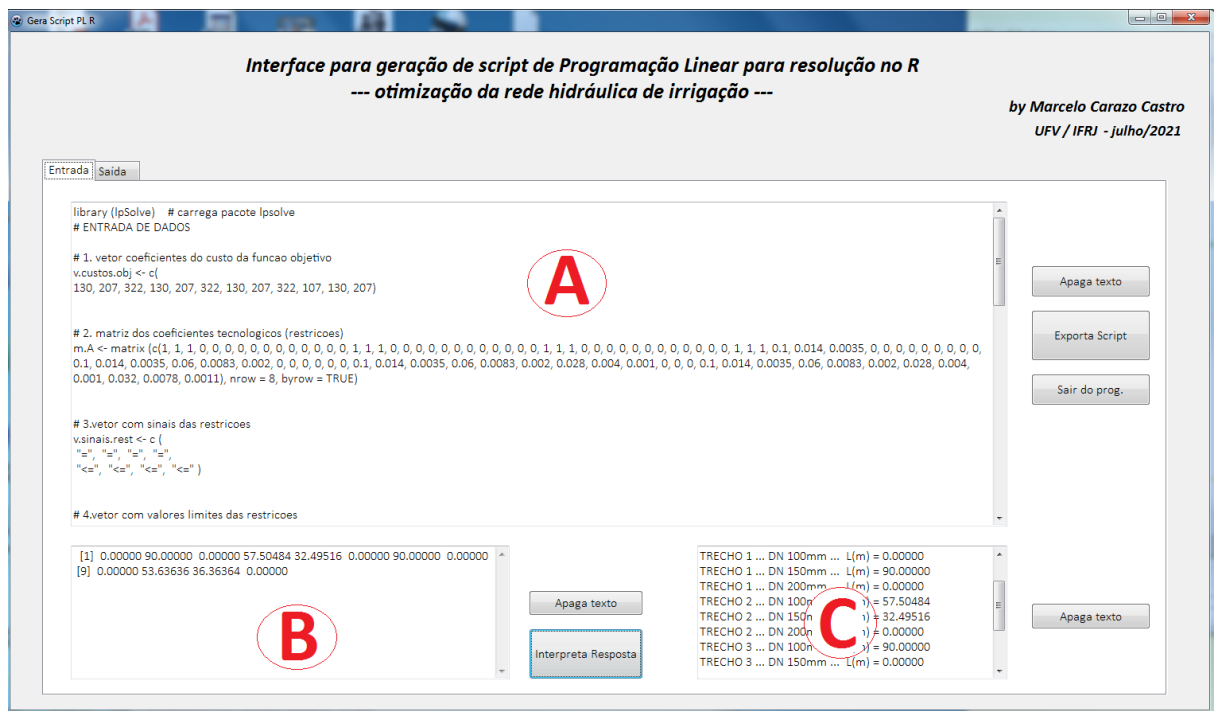 Gera Script PL R
Interface para geração de script de Programação Linear para resolução no R
--- otimização da rede hidráulica de irrigação ---
by Marcelo Carazo Castro
UFV / IFRJ - julho/2021
Entrada
Saída
library (lpSolve) # carrega pacote lpsolve
# ENTRADA DE DADOS
# 1. vetor coeficientes do custo da funcao objetivo
v.custos.obj <- c(
130, 207, 322, 130, 207, 322, 130, 207, 322, 107, 130, 207)
# 2. matriz dos coeficientes tecnologicos (restricoes)
m.A <- matrix (c(1, 1, 1, 0, 0, 0, 0, 0, 0, 0, 0, 0, 0, 0, 0, 1, 1, 1, 0, 0, 0, 0, 0, 0, 0, 0, 0, 0, 0, 0, 1, 1, 1, 0, 0, 0, 0, 0, 0, 0, 0, 0, 0, 0, 0, 1, 1, 1, 0.1, 0.014, 0.0035, 0, 0, 0, 0, 0, 0, 0, 0, 0,
0.1, 0.014, 0.0035, 0.06, 0.0083, 0.002, 0, 0, 0, 0, 0, 0, 0.1, 0.014, 0.0035, 0.06, 0.0083, 0.002, 0.028, 0.004, 0.001, 0, 0, 0, 0.1, 0.014, 0.0035, 0.06, 0.0083, 0.002, 0.028, 0.004,
0.001, 0.032, 0.0078, 0.0011), nrow = 8, byrow = TRUE)
# 3.vetor com sinais das restricoes
v.sinais.rest <- c (
"=", "=", "=", "=",
"<=", "<=", "<=", "<=" )
# 4.vetor com valores limites das restricoes
A
Apaga texto
Exporta Script
Sair do prog.
[1] 0.00000 90.00000 0.00000 57.50484 32.49516 0.00000 90.00000 0.00000
[9] 0.00000 53.63636 36.36364 0.00000
B
Apaga texto
Interpreta Resposta
TRECHO 1 ... DN 100mm ... L(m) = 0.00000
TRECHO 1 ... DN 150mm ... L(m) = 90.00000
TRECHO 1 ... DN 200mm ... L(m) = 0.00000
TRECHO 2 ... DN 100 = 57.50484
TRECHO 2 ... DN 150 = 32.49516
TRECHO 2 ... DN 200 = 0.00000
TRECHO 3 ... DN 100 = 90.00000
TRECHO 3 ... DN 150mm ... L(m) = 0.00000
C
Apaga texto